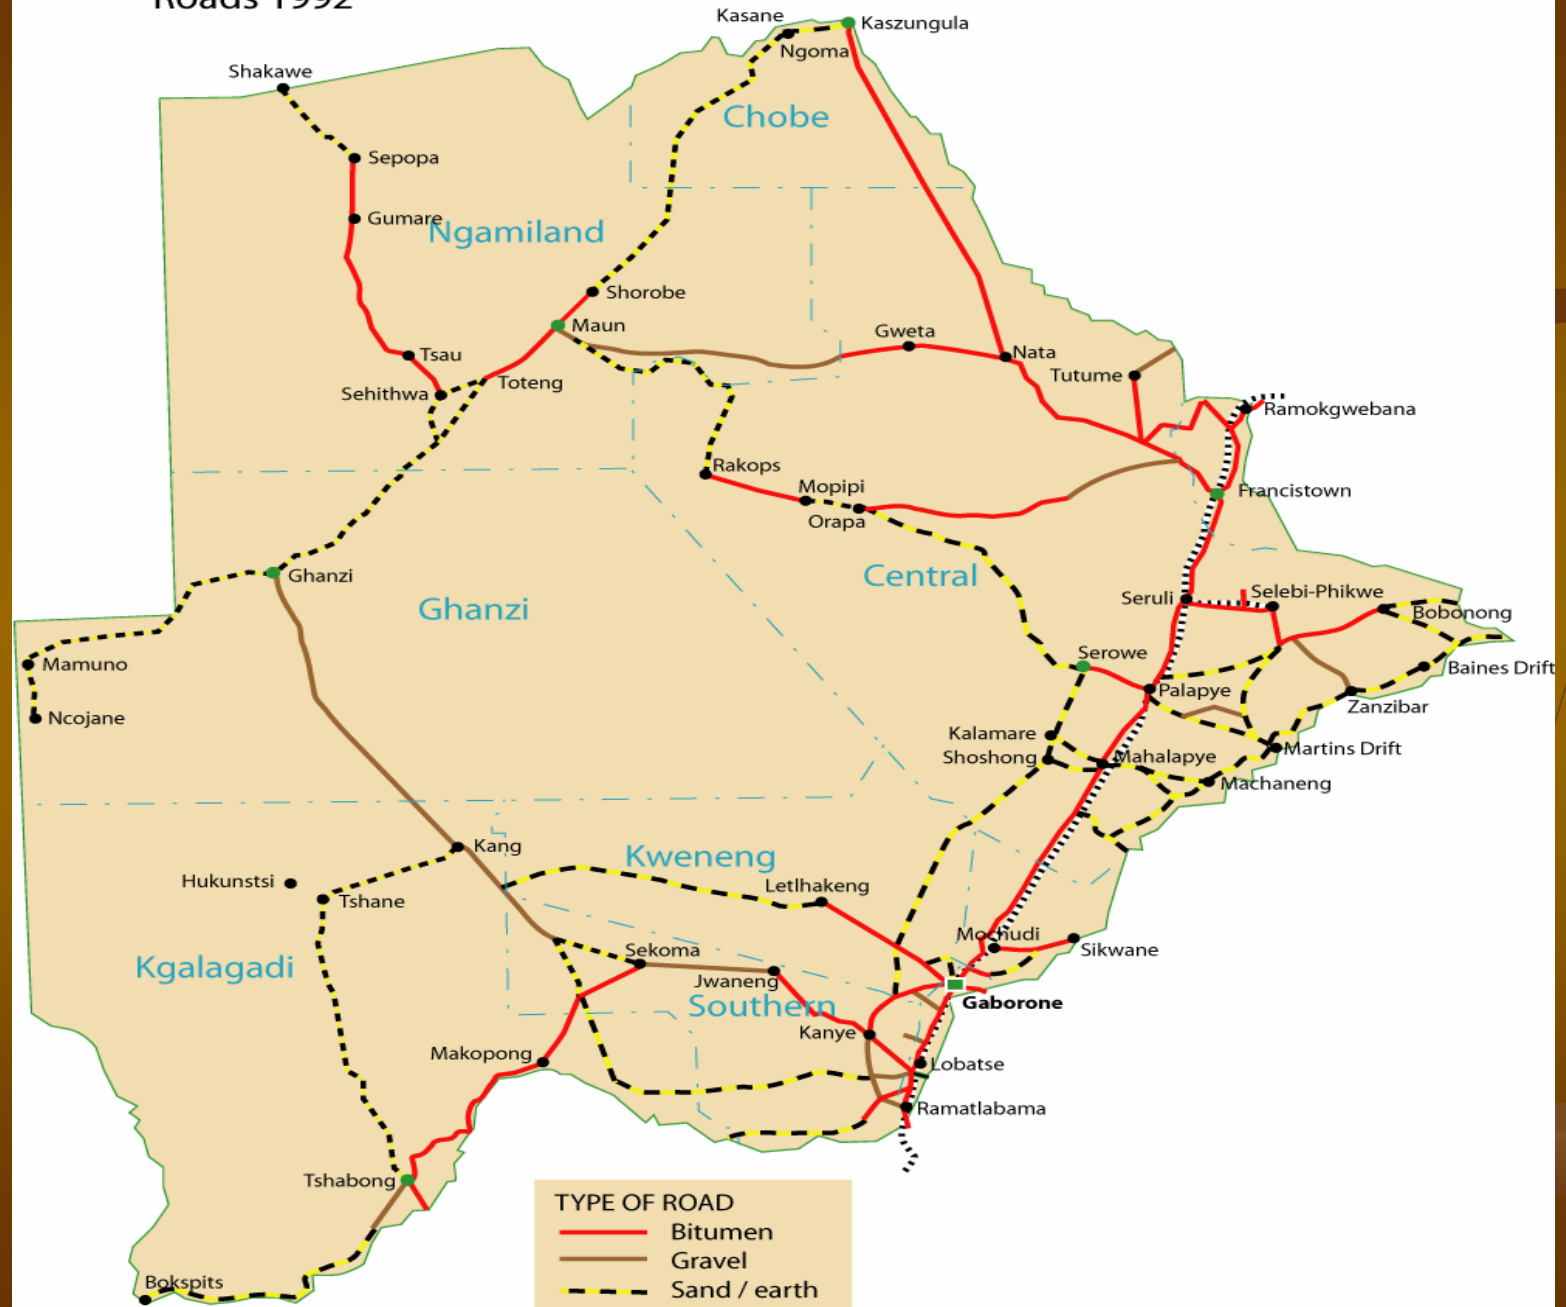 Roads 1992
Kasane
Kaszungula
Ngoma
Shakawe
Chobe
Sepopa
Gumare
Ngamiland
Shorobe
Maun
Gweta
Nata
Tsau
Toteng
Tutume
Sehithwa
Ramokgwebana
Rakops
Mopipi
Francistown
Orapa
Ghanzi
Central
Seruli
Selebi-Phikwe
Ghanzi
Bobonong
Serowe
Mamuno
Baines Drift
Palapye
Zanzibar
Ncojane
Kalamare
Martins Drift
Shoshong
Mahalapye
Machaneng
Kang
Kweneng
Hukunstsi
Letlhakeng
Tshane
Mochudi
Sekoma
Sikwane
Kgalagadi
Jwaneng
Southern
Gaborone
Kanye
Makopong
Lobatse
Ramatlabama
Tshabong
TYPE OF ROAD
Bitumen
Gravel
Bokspits
Sand / earth